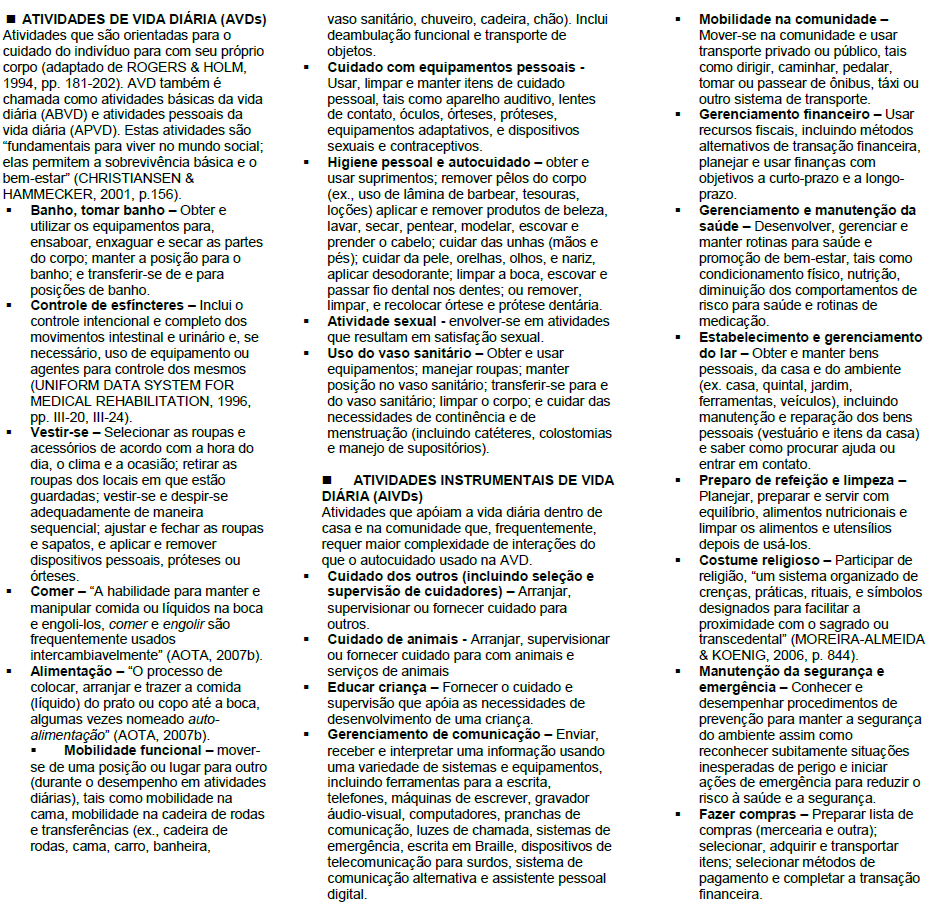 ■ ATIVIDADES DE VIDA DIÁRIA (AVDs)
Atividades que são orientadas para o
cuidado do indivíduo para com seu próprio
corpo (adaptado de ROGERS & HOLM,
1994, pp. 181-202). AVD também é
chamada como atividades básicas da vida
diária (ABVD) e atividades pessoais da
vida diária (APVD). Estas atividades são
“fundamentais para viver no mundo social;
elas permitem a sobrevivência básica e o
bem-estar” (CHRISTIANSEN &
HAMMECKER, 2001, p.156).
▪ Banho, tomar banho – Obter e
utilizar os equipamentos para,
ensaboar, enxaguar e secar as partes
do corpo; manter a posição para o
banho; e transferir-se de e para
posições de banho.
▪ Controle de esfíncteres – Inclui o
controle intencional e completo dos
movimentos intestinal e urinário e, se
necessário, uso de equipamento ou
agentes para controle dos mesmos
(UNIFORM DATA SYSTEM FOR
MEDICAL REHABILITATION, 1996,
pp. III-20, III-24).
▪ Vestir-se – Selecionar as roupas e
acessórios de acordo com a hora do
dia, o clima e a ocasião; retirar as
roupas dos locais em que estão
guardadas; vestir-se e despir-se
adequadamente de maneira
sequencial; ajustar e fechar as roupas
e sapatos, e aplicar e remover
dispositivos pessoais, próteses ou
órteses.
▪ Comer – “A habilidade para manter e
manipular comida ou líquidos na boca
e engoli-los, comer e engolir são
frequentemente usados
intercambiavelmente” (AOTA, 2007b).
▪ Alimentação – “O processo de
colocar, arranjar e trazer a comida
(líquido) do prato ou copo até a boca,
algumas vezes nomeado auto-
alimentação” (AOTA, 2007b).
▪ Mobilidade funcional – mover-
se de uma posição ou lugar para outro
(durante o desempenho em atividades
diárias), tais como mobilidade na
cama, mobilidade na cadeira de rodas
e transferências (ex., cadeira de
rodas, cama, carro, banheira,
vaso sanitário, chuveiro, cadeira, chão). Inclui
deambulação funcional e transporte de
objetos.
▪ Cuidado com equipamentos pessoais -
Usar, limpar e manter itens de cuidado
pessoal, tais como aparelho auditivo, lentes
de contato, óculos, órteses, próteses,
equipamentos adaptativos, e dispositivos
sexuais e contraceptivos.
▪ Higiene pessoal e autocuidado – obter e
usar suprimentos; remover pêlos do corpo
(ex., uso de lâmina de barbear, tesouras,
loções) aplicar e remover produtos de beleza,
lavar, secar, pentear, modelar, escovar e
prender o cabelo; cuidar das unhas (mãos e
pés); cuidar da pele, orelhas, olhos, e nariz,
aplicar desodorante; limpar a boca, escovar e
passar fio dental nos dentes; ou remover,
limpar, e recolocar órtese e prótese dentária.
▪ Atividade sexual - envolver-se em atividades
que resultam em satisfação sexual.
▪ Uso do vaso sanitário – Obter e usar
equipamentos; manejar roupas; manter
posição no vaso sanitário; transferir-se para e
do vaso sanitário; limpar o corpo; e cuidar das
necessidades de continência e de
menstruação (incluindo catéteres, colostomias
e manejo de supositórios).
■ ATIVIDADES INSTRUMENTAIS DE VIDA
DIÁRIA (AIVDs)
Atividades que apóiam a vida diária dentro de
casa e na comunidade que, frequentemente,
requer maior complexidade de interações do
que o autocuidado usado na AVD.
▪ Cuidado dos outros (incluindo seleção e
supervisão de cuidadores) – Arranjar,
supervisionar ou fornecer cuidado para
outros.
▪ Cuidado de animais - Arranjar, supervisionar
ou fornecer cuidado para com animais e
serviços de animais
▪ Educar criança – Fornecer o cuidado e
supervisão que apóia as necessidades de
desenvolvimento de uma criança.
▪ Gerenciamento de comunicação – Enviar,
receber e interpretar uma informação usando
uma variedade de sistemas e equipamentos,
incluindo ferramentas para a escrita,
telefones, máquinas de escrever, gravador
áudio-visual, computadores, pranchas de
comunicação, luzes de chamada, sistemas de
emergência, escrita em Braille, dispositivos de
telecomunicação para surdos, sistema de
comunicação alternativa e assistente pessoal
digital.
▪ Mobilidade na comunidade –
Mover-se na comunidade e usar
transporte privado ou público, tais
como dirigir, caminhar, pedalar,
tomar ou passear de ônibus, táxi ou
outro sistema de transporte.
▪ Gerenciamento financeiro – Usar
recursos fiscais, incluindo métodos
alternativos de transação financeira,
planejar e usar finanças com
objetivos a curto-prazo e a longo-
prazo.
▪ Gerenciamento e manutenção da
saúde – Desenvolver, gerenciar e
manter rotinas para saúde e
promoção de bem-estar, tais como
condicionamento físico, nutrição,
diminuição dos comportamentos de
risco para saúde e rotinas de
medicação.
▪ Estabelecimento e gerenciamento
do lar – Obter e manter bens
pessoais, da casa e do ambiente
(ex. casa, quintal, jardim,
ferramentas, veículos), incluindo
manutenção e reparação dos bens
pessoais (vestuário e itens da casa)
e saber como procurar ajuda ou
entrar em contato.
▪ Preparo de refeição e limpeza –
Planejar, preparar e servir com
equilíbrio, alimentos nutricionais e
limpar os alimentos e utensílios
depois de usá-los.
▪ Costume religioso – Participar de
religião, “um sistema organizado de
crenças, práticas, rituais, e símbolos
designados para facilitar a
proximidade com o sagrado ou
transcedental” (MOREIRA-ALMEIDA
& KOENIG, 2006, p. 844).
▪ Manutenção da segurança e
emergência – Conhecer e
desempenhar procedimentos de
prevenção para manter a segurança
do ambiente assim como
reconhecer subitamente situações
inesperadas de perigo e iniciar
ações de emergência para reduzir o
risco à saúde e a segurança.
▪ Fazer compras – Preparar lista de
compras (mercearia e outra);
selecionar, adquirir e transportar
itens; selecionar métodos de
pagamento e completar a transação
financeira.